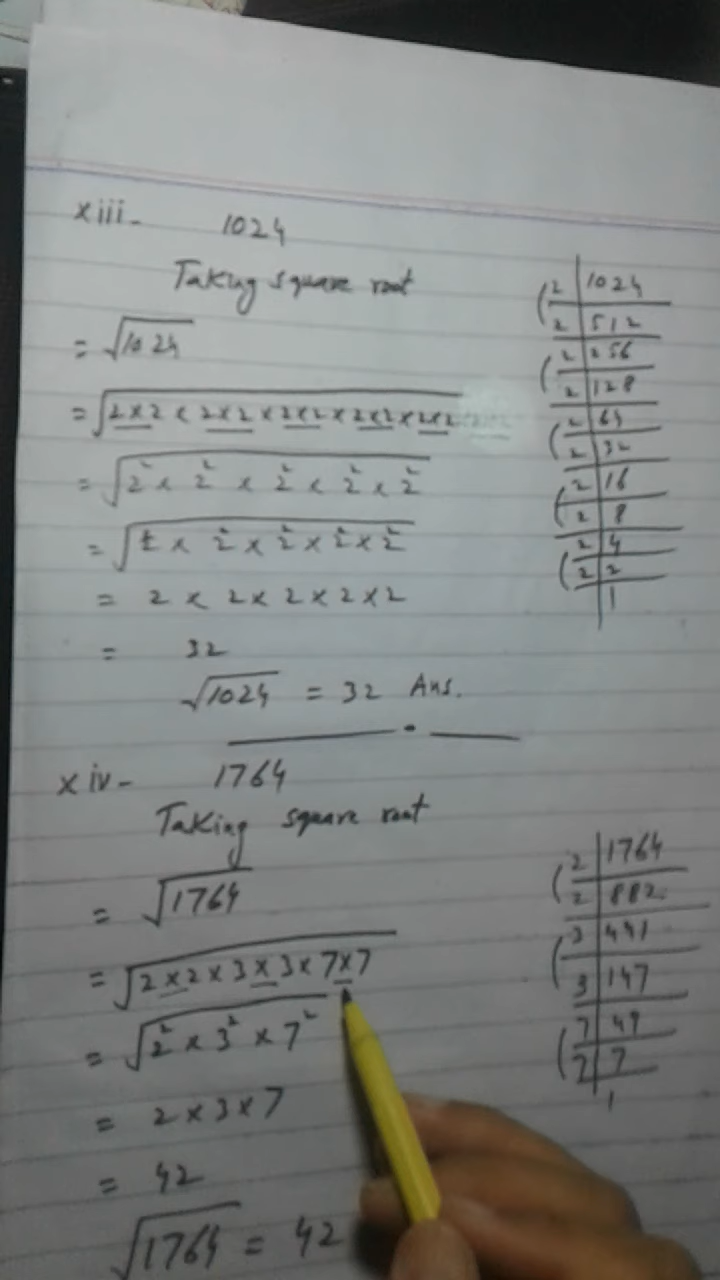 xiii- 1024
Taking square root
= √1024
= √2×2 × 2×2 × 2×2 × 2×2 × 2×2
= √2² × 2² × 2² × 2² × 2²
= √2² × 2² × 2² × 2² × 2²
= 2 × 2 × 2 × 2 × 2
= 32
√1024 = 32 Ans.
2 | 1024
2 | 512
2 | 256
2 | 128
2 | 64
2 | 32
2 | 16
2 | 8
2 | 4
2 | 2
| 1
xiv- 1764
Taking square root
= √1764
= √2×2×3×3×7×7
= √2² × 3² × 7²
= 2×3×7
= 42
√1764 = 42
2 | 1764
2 | 882
3 | 441
3 | 147
7 | 49
7 | 7
| 1